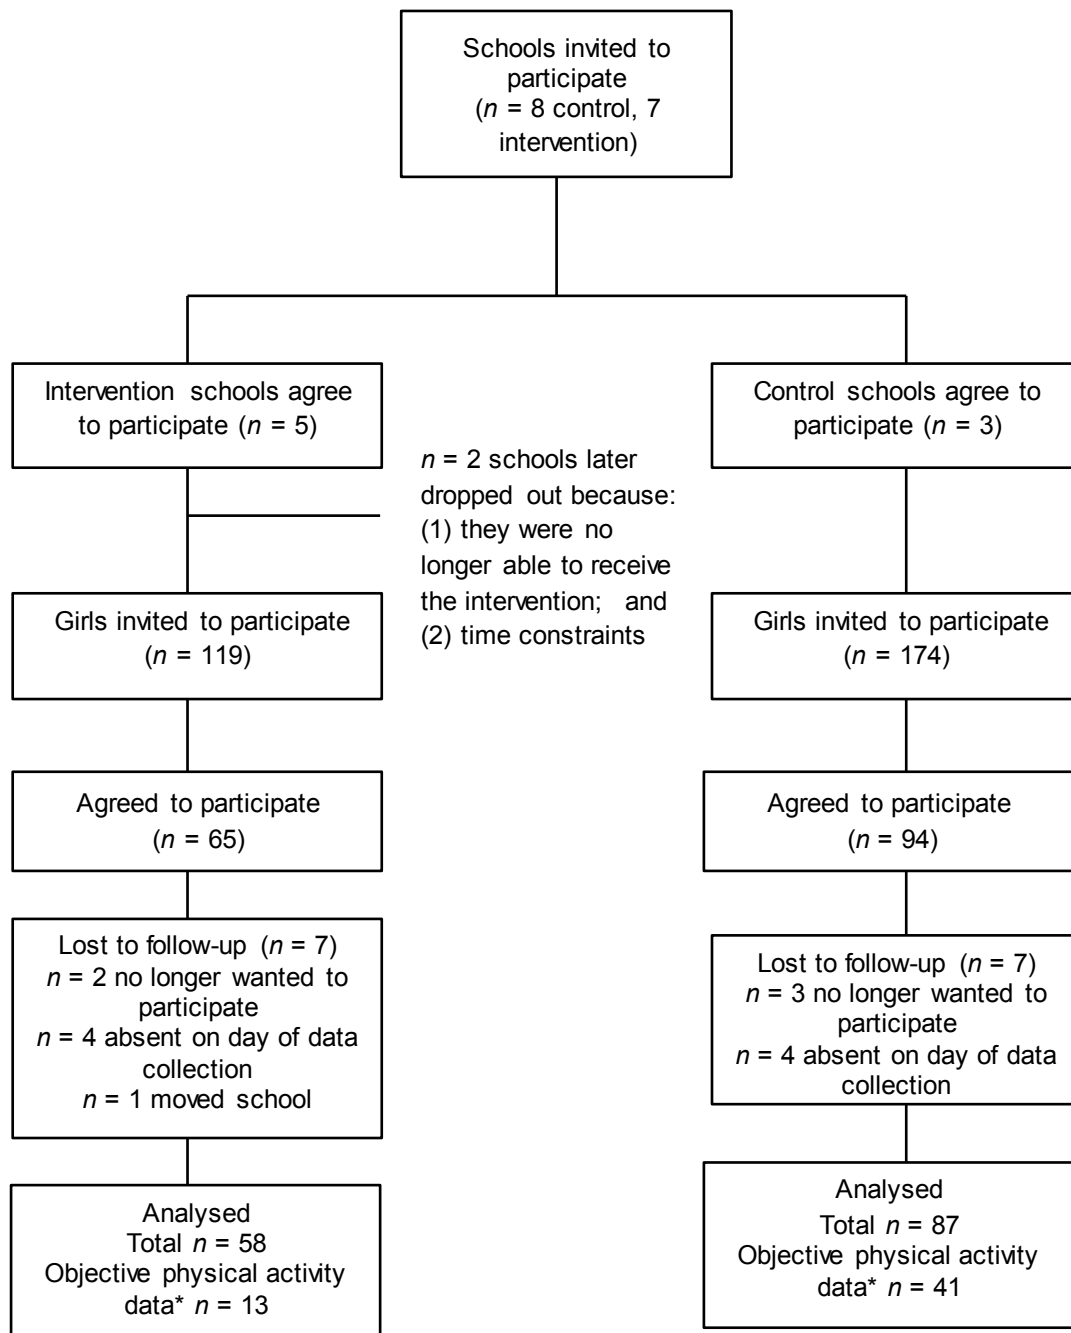 Schools invited to
participate
(n = 8 control, 7
intervention)
Intervention schools agree
to participate (n = 5)
Control schools agree to
participate (n = 3)
n = 2 schools later
dropped out because:
(1) they were no
longer able to receive
the intervention; and
(2) time constraints
Girls invited to participate
(n = 119)
Girls invited to participate
(n = 174)
Agreed to participate
(n = 65)
Agreed to participate
(n = 94)
Lost to follow-up (n = 7)
n = 2 no longer wanted to
participate
n = 4 absent on day of data
collection
n = 1 moved school
Lost to follow-up (n = 7)
n = 3 no longer wanted to
participate
n = 4 absent on day of data
collection
Analysed
Total n = 58
Objective physical activity
data* n = 13
Analysed
Total n = 87
Objective physical activity
data* n = 41